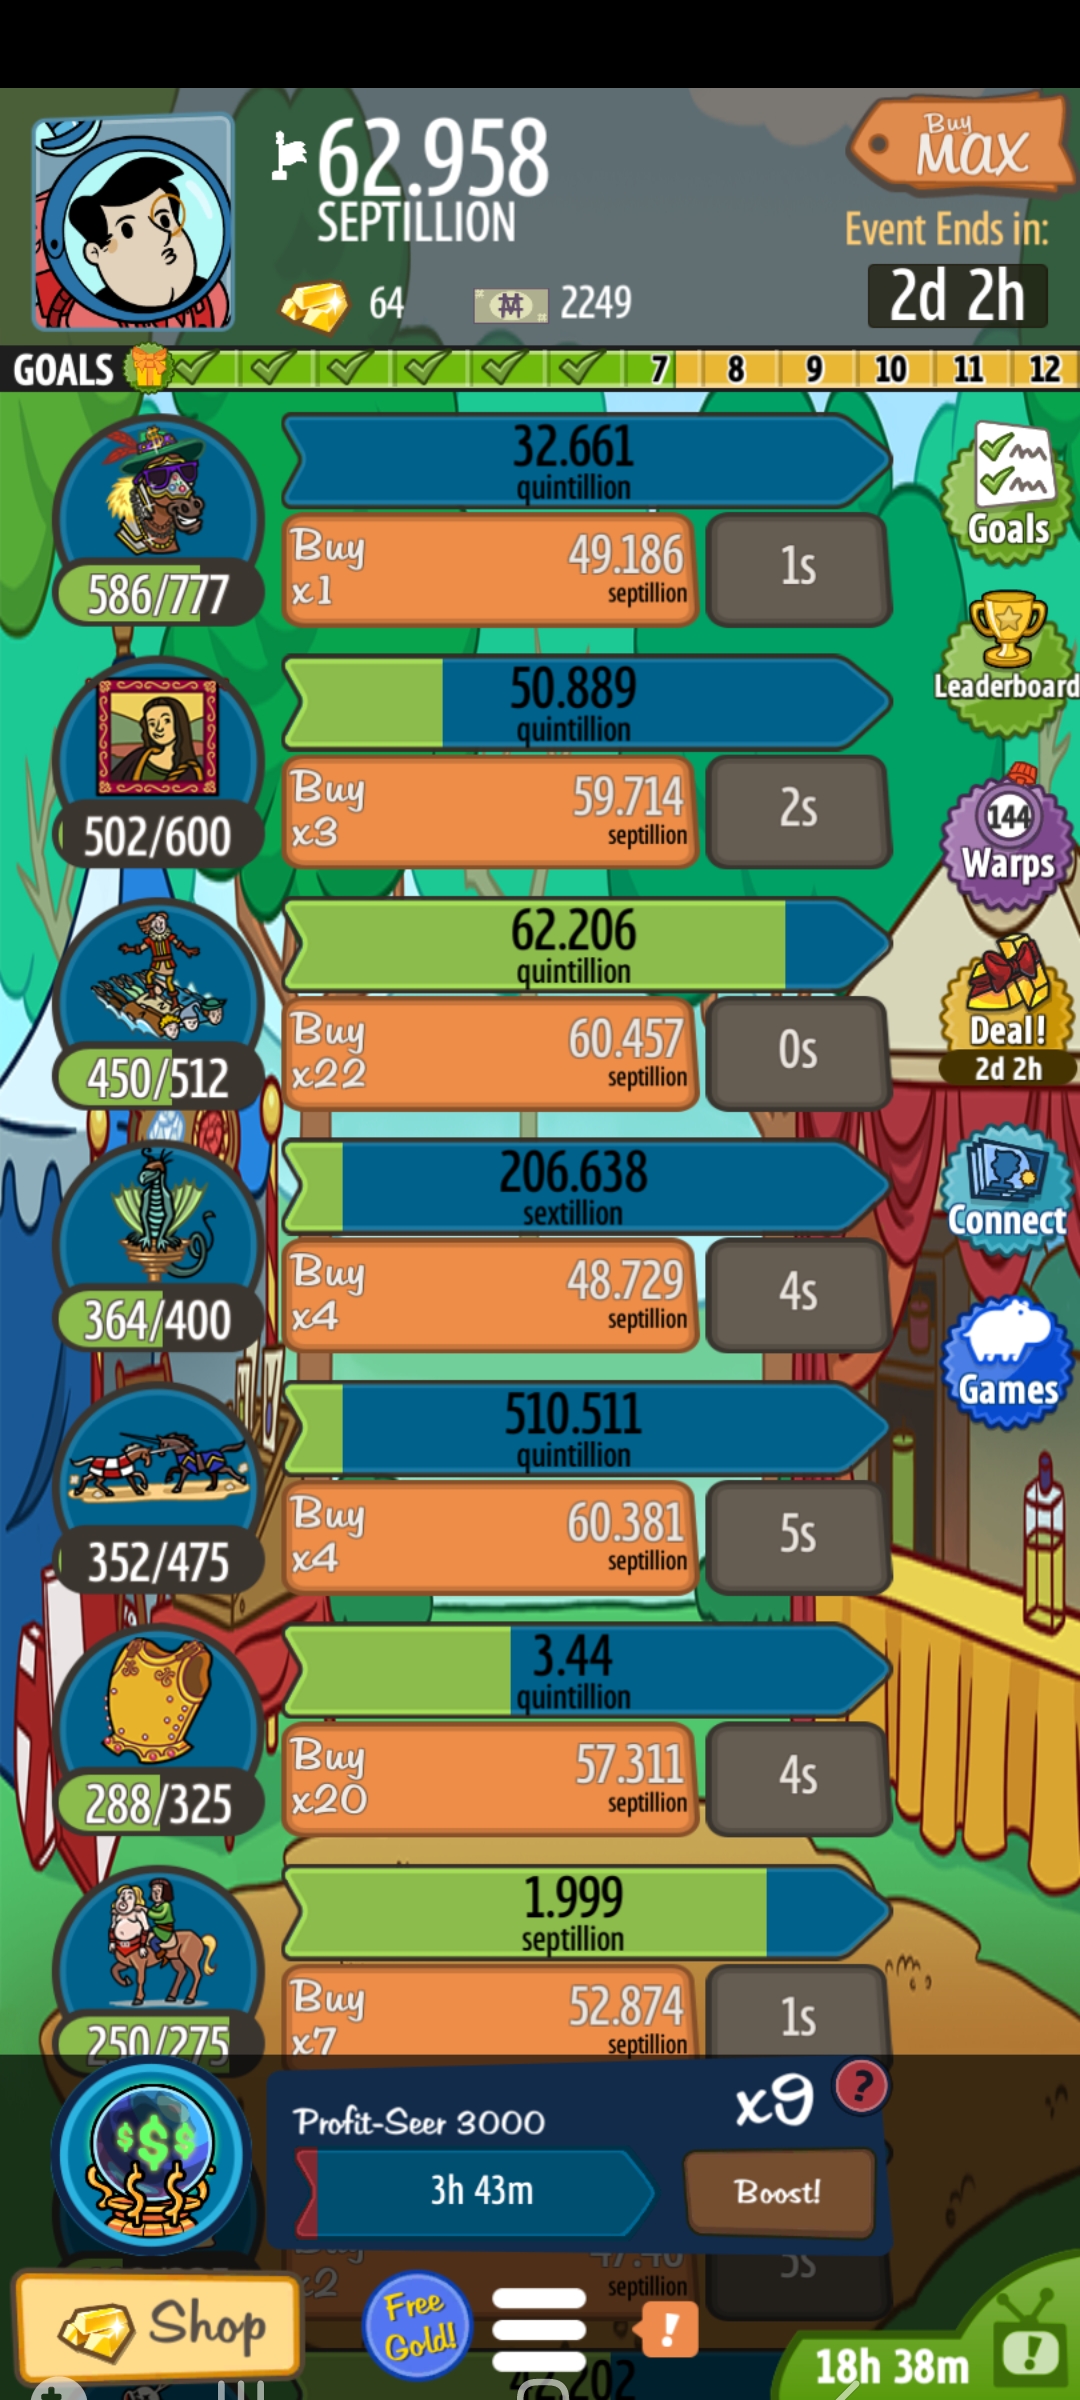 62.958
SEPTILLION
64
2249
Buy
MAX
Event Ends in:
2d 2h
GOALS 7 8 9 10 11 12
32.661
quintillion
586/777
Buy
x1
49.186
septillion
1s
Goals
Leaderboard
50.889
quintillion
502/600
Buy
x3
59.714
septillion
2s
144
Warps
62.206
quintillion
450/512
Buy
x22
60.457
septillion
0s
Deal!
2d 2h
206.638
sextillion
364/400
Buy
x4
48.729
septillion
4s
Connect
510.511
quintillion
352/475
Buy
x4
60.381
septillion
5s
Games
3.44
quintillion
288/325
Buy
x20
57.311
septillion
4s
1.999
septillion
250/275
Buy
x7
52.874
septillion
1s
$$$
Profit-Seer 3000
x9
?
3h 43m
Boost!
Buy
x2
septillion
Shop
Free
Gold!
!
18h 38m
!